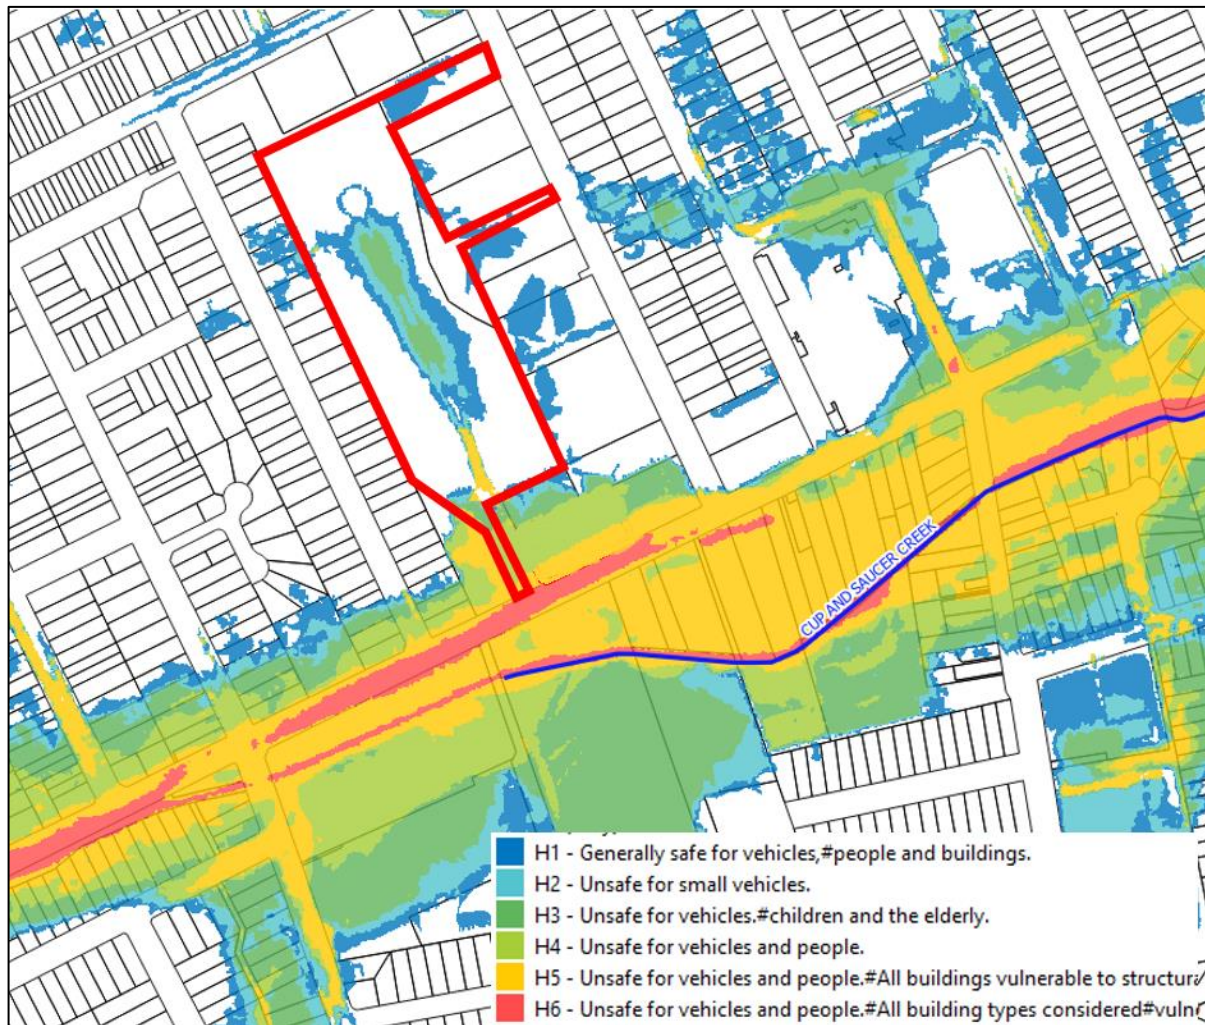 CUP AND SAUCER CREEK
H1 - Generally safe for vehicles,#people and buildings.
H2 - Unsafe for small vehicles.
H3 - Unsafe for vehicles.#children and the elderly.
H4 - Unsafe for vehicles and people.
H5 - Unsafe for vehicles and people.#All buildings vulnerable to
H6 - Unsafe for vehicles and people.#All building types